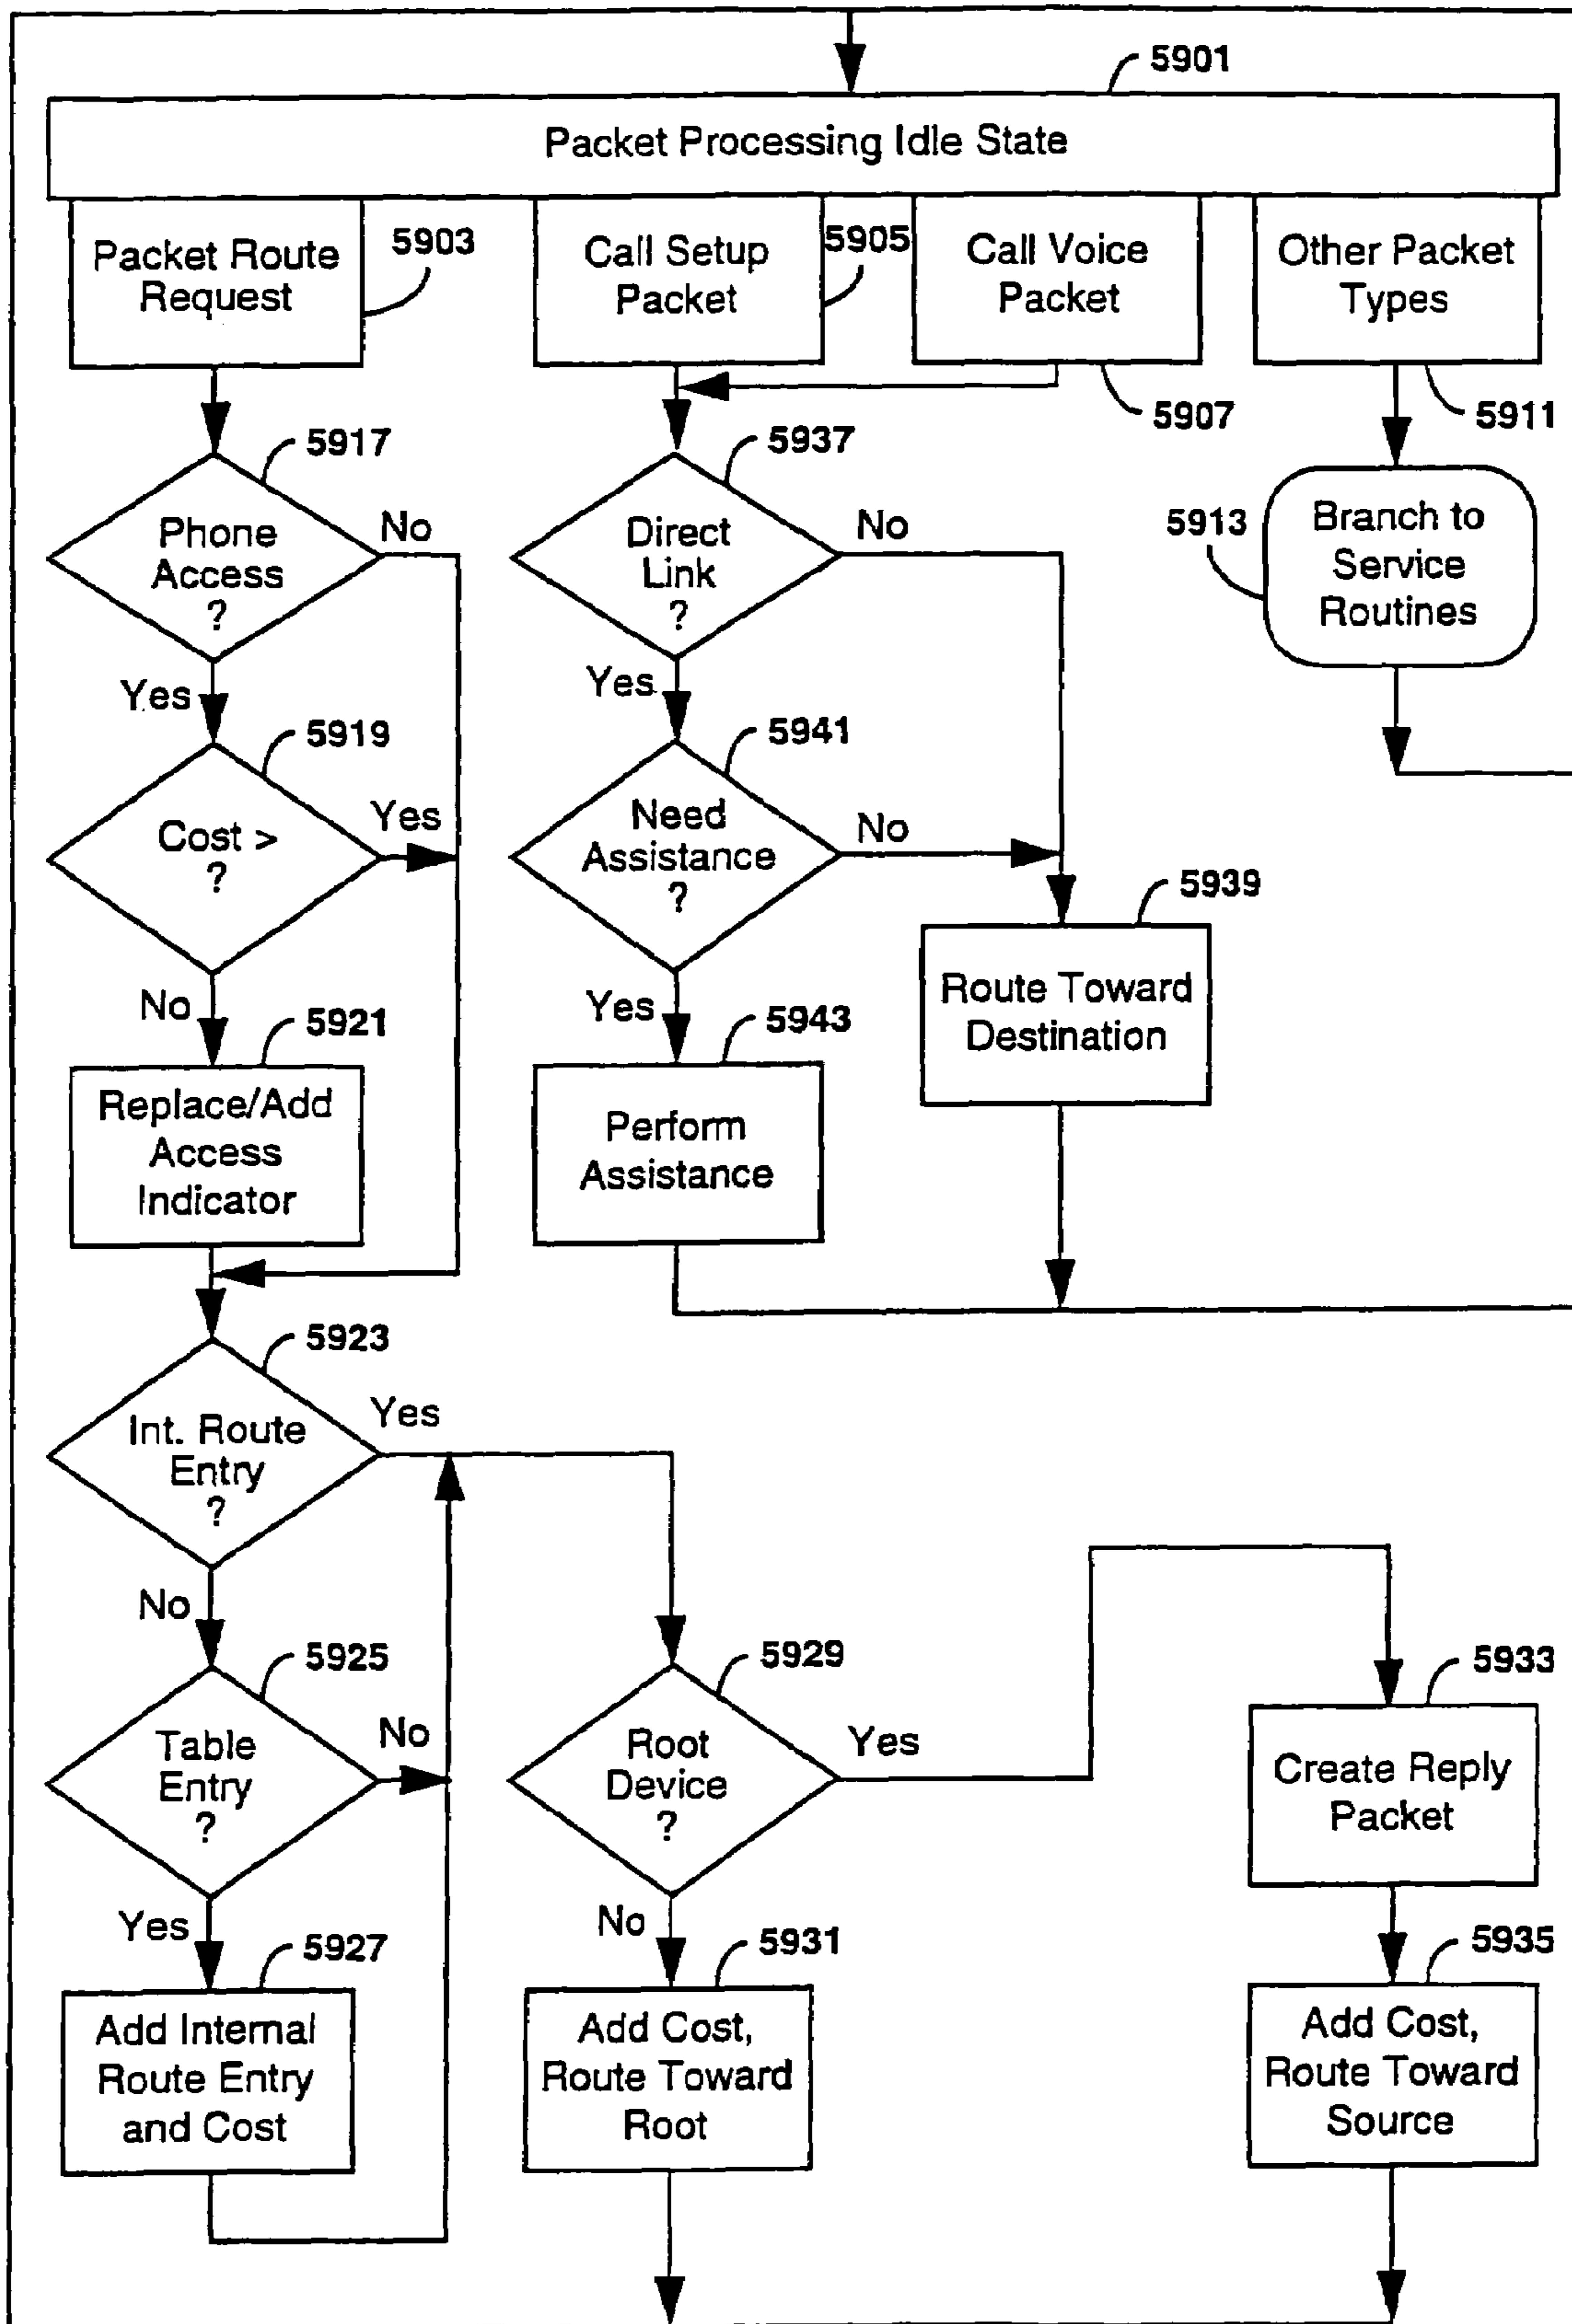 5901
Packet Processing Idle State
Packet Route
Request
5903
Call Setup
Packet
5905
Call Voice
Packet
5907
Other Packet
Types
5911
5917
Phone
Access
?
No
Yes
5937
Direct
Link
?
No
Yes
5913
Branch to
Service
Routines
5919
Cost >
?
Yes
No
5941
Need
Assistance
?
No
Yes
5939
Route Toward
Destination
5921
Replace/Add
Access
Indicator
5943
Perform
Assistance
5923
Int. Route
Entry
?
Yes
No
5925
Table
Entry
?
No
Yes
5929
Root
Device
?
Yes
No
5933
Create Reply
Packet
5927
Add Internal
Route Entry
and Cost
5931
Add Cost,
Route Toward
Root
5935
Add Cost,
Route Toward
Source